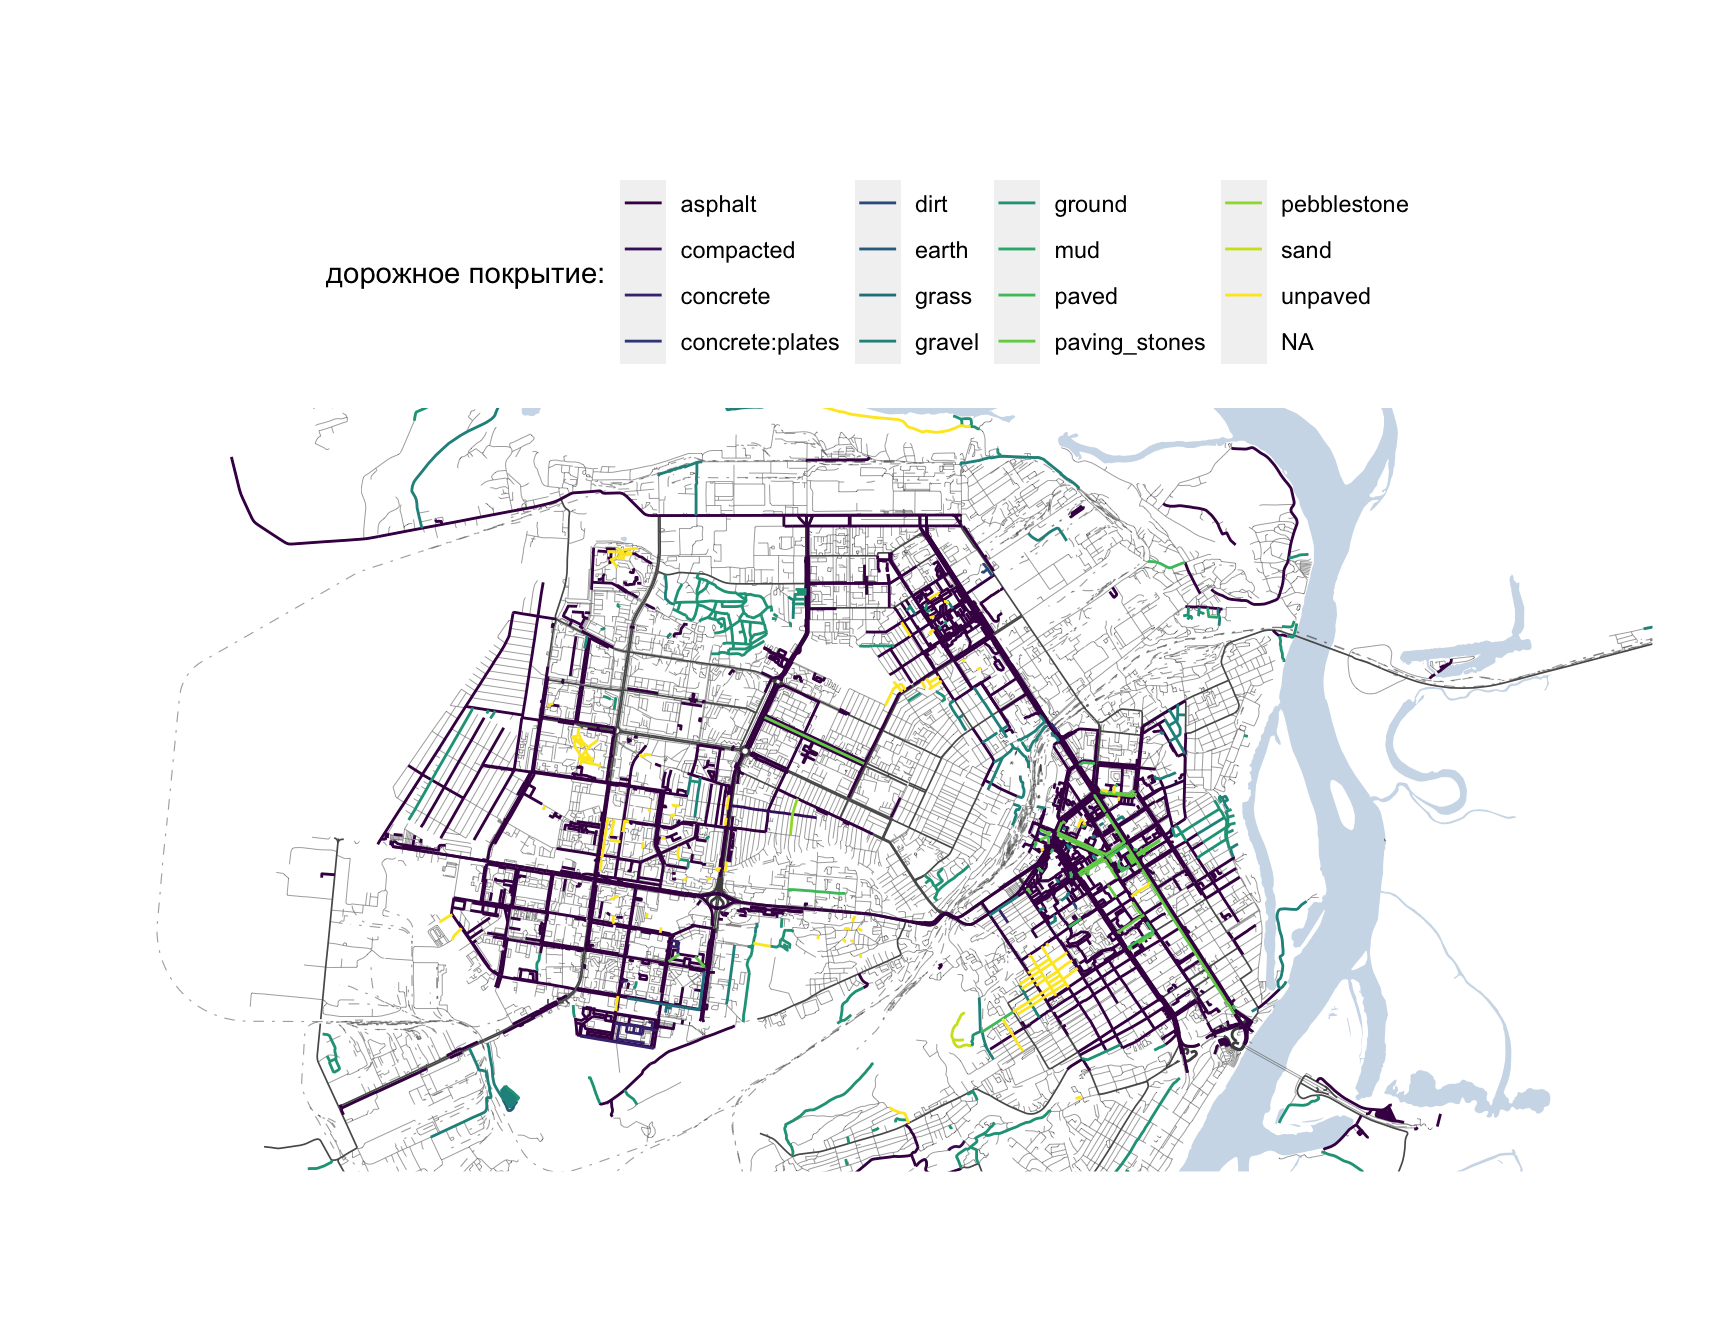 дорожное покрытие:
asphalt
compacted
concrete
concrete:plates
dirt
earth
grass
gravel
ground
mud
paved
paving_stones
pebblestone
sand
unpaved
NA